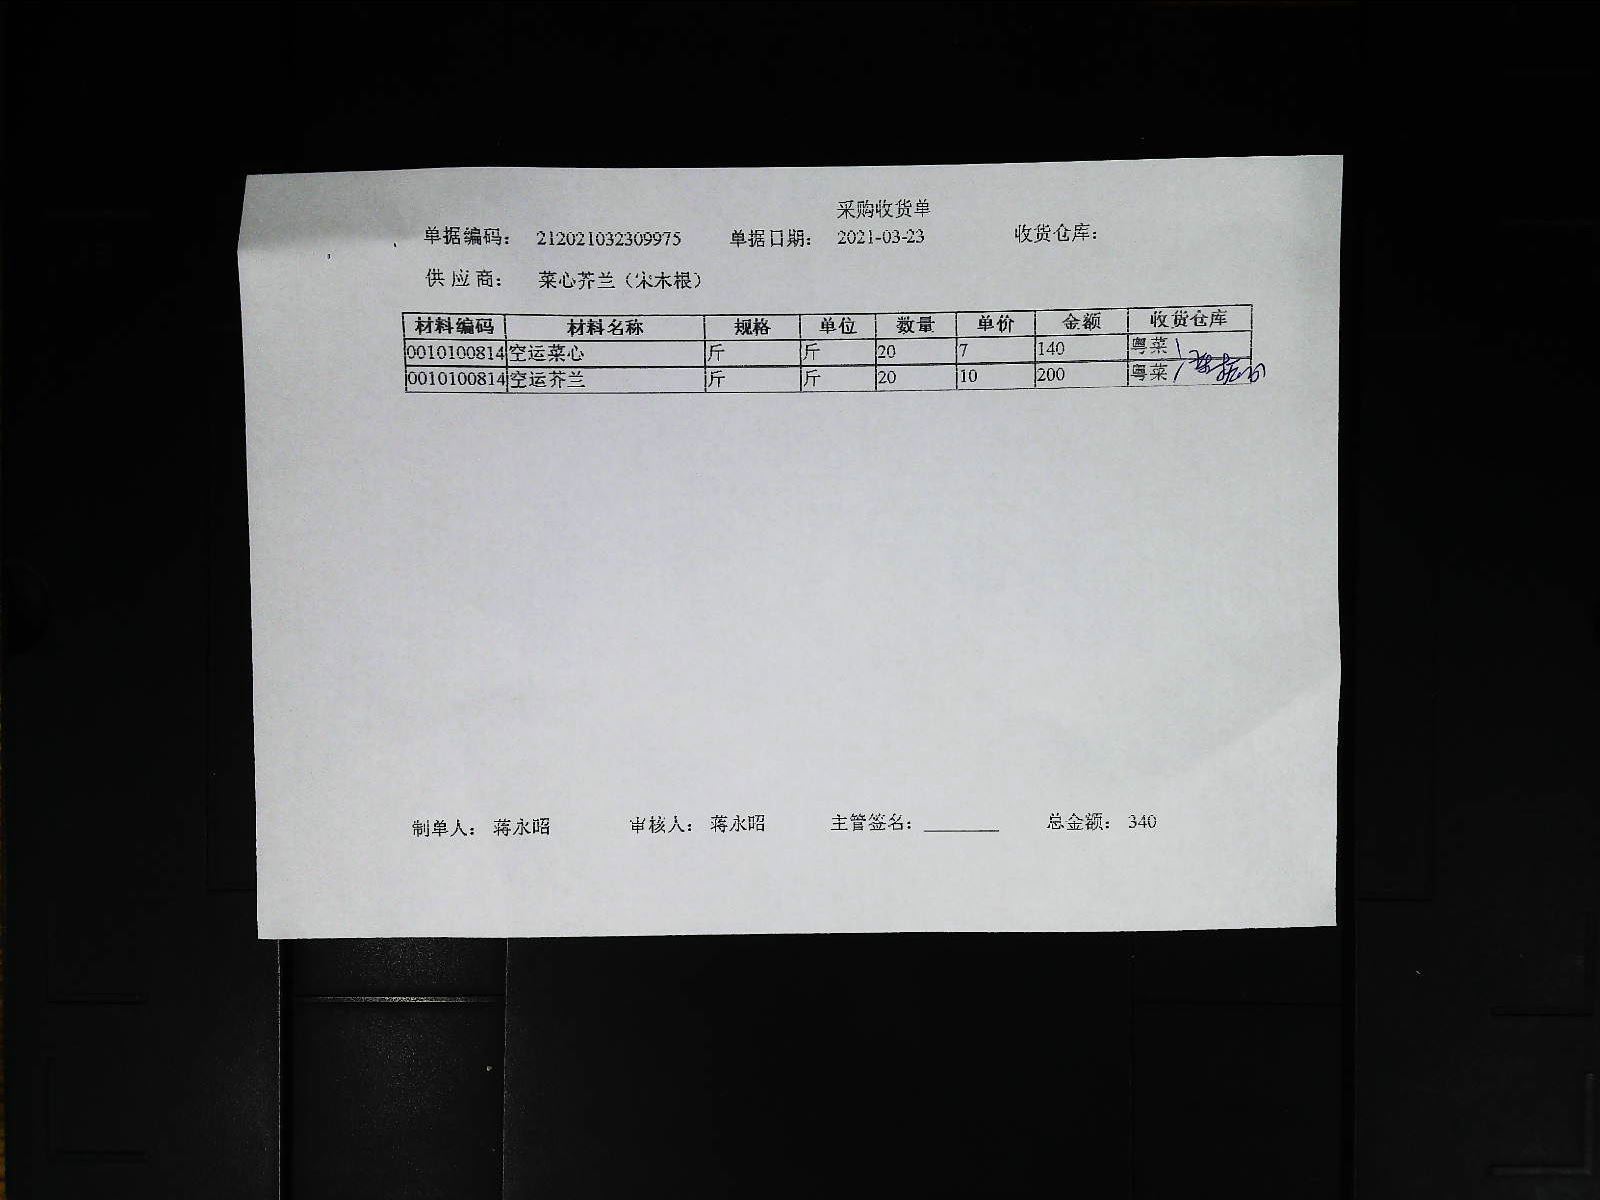 采购收货单
单据编码： 212021032309975 单据日期： 2021-03-23 收货仓库：
供 应 商： 菜心芥兰（宋木根）
材料编码 材料名称 规格 单位 数量 单价 金额 收货仓库
0010100814 空运菜心 斤 斤 20 7 140 粤菜
0010100814 空运芥兰 斤 斤 20 10 200 粤菜
制单人： 蒋永昭 审核人： 蒋永昭 主管签名：________ 总金额： 340